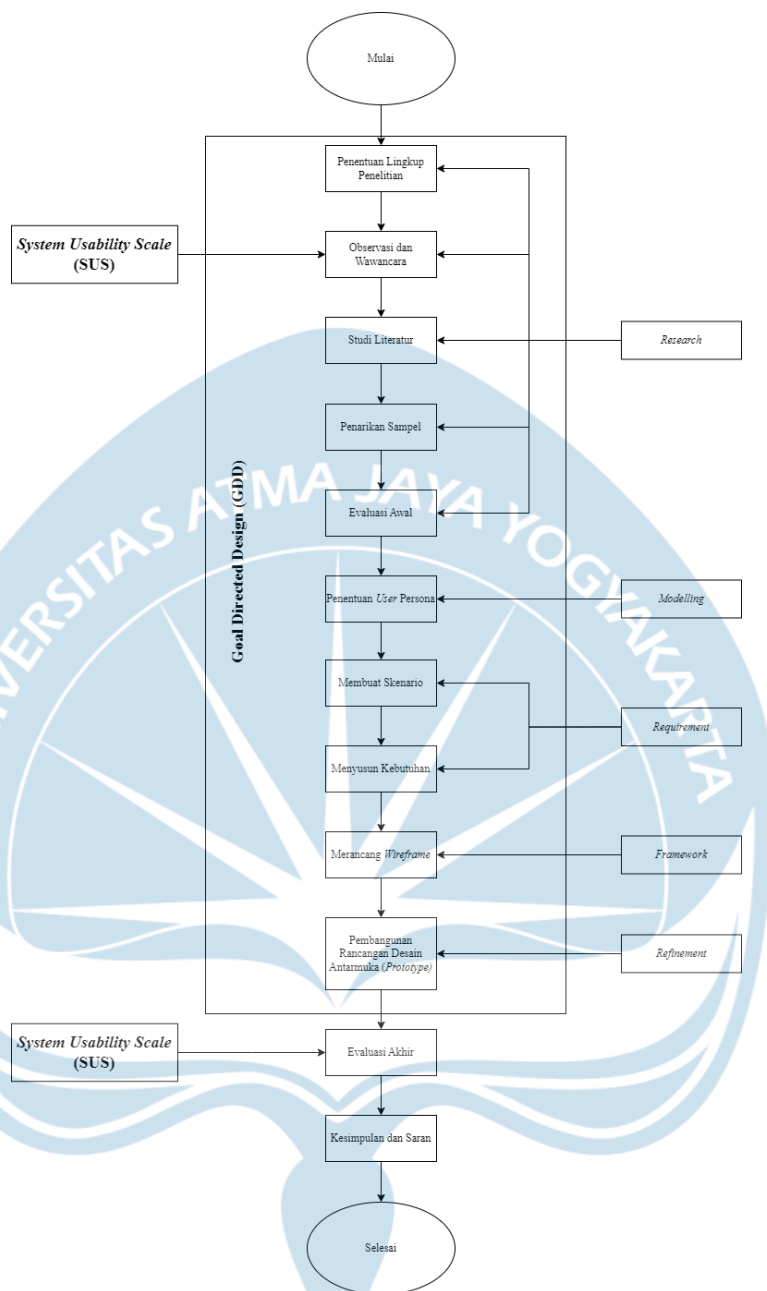 Mulai
Penentuan Lingkup
Penelitian
System Usability Scale
(SUS)
Observasi dan
Wawancara
Studi Literatur
Research
Penarikan Sampel
Goal Directed Design (GDD)
Evaluasi Awal
Penentuan User Persona
Modelling
Membuat Skenario
Requirement
Menyusun Kebutuhan
Merancang Wireframe
Framework
Pembangunan
Rancangan Desain
Antarmuka (Prototype)
Refinement
System Usability Scale
(SUS)
Evaluasi Akhir
Kesimpulan dan Saran
Selesai
IVERSITAS ATMA JAYA YOGYAKARTA